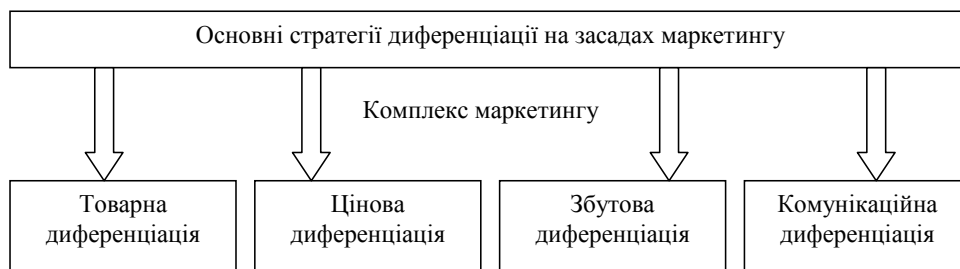 Основні стратегії диференціації на засадах маркетингу
Комплекс маркетингу
Товарна
диференціація
Цінова
диференціація
Збутова
диференціація
Комунікаційна
диференціація